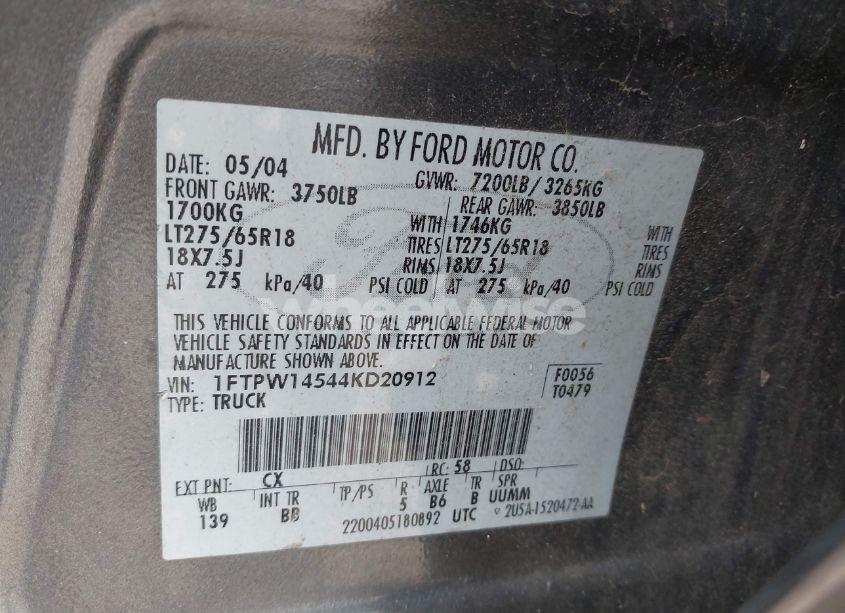 MFD. BY FORD MOTOR CO.
DATE: 05/04 GVWR: 7200LB/ 3265KG
FRONT GAWR: 3750LB REAR GAWR: 3850LB
1700KG WITH 1746KG WITH
LT275/65R18 TIRES LT275/65R18 TIRES
18X7.5J RIMS 18X7.5J RIMS
AT 275 kPa/40 PSI COLD AT 275 kPa/40 PSI COLD
THIS VEHICLE CONFORMS TO ALL APPLICABLE FEDERAL MOTOR
VEHICLE SAFETY STANDARDS IN EFFECT ON THE DATE OF
MANUFACTURE SHOWN ABOVE.
VIN: 1FTPW14544KD20912 F0056
TYPE: TRUCK T0479
EXT PNT: CX RC: 58 DSO:
WB INT TR TP/PS R AXLE TR SPR
139 BB 5 B6 B UUMM
2200405180892 UTC 2U5A-1520472-AA
wheelwise